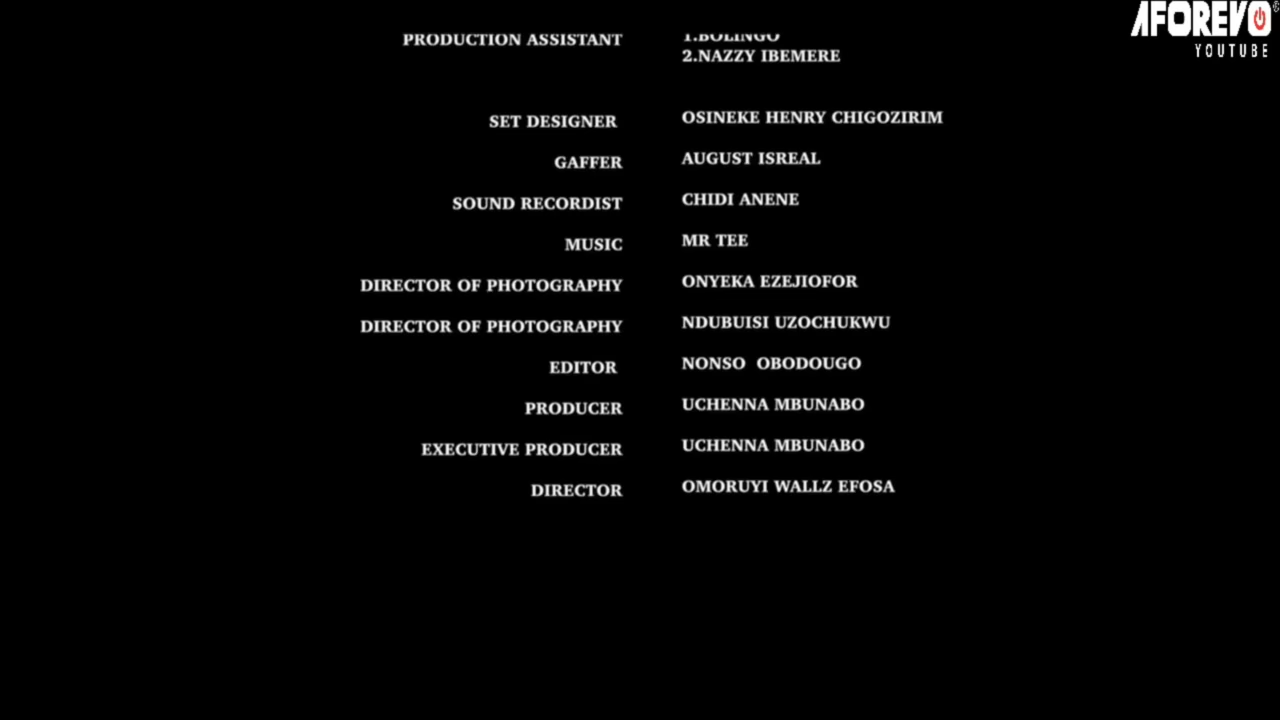 AFOREVO
YOUTUBE
PRODUCTION ASSISTANT 1.BOLINGO
2.NAZZY IBEMERE
SET DESIGNER OSINEKE HENRY CHIGOZIRIM
GAFFER AUGUST ISREAL
SOUND RECORDIST CHIDI ANENE
MUSIC MR TEE
DIRECTOR OF PHOTOGRAPHY ONYEKA EZEJIOFOR
DIRECTOR OF PHOTOGRAPHY NDUBUISI UZOCHUKWU
EDITOR NONSO OBODOUGO
PRODUCER UCHENNA MBUNABO
EXECUTIVE PRODUCER UCHENNA MBUNABO
DIRECTOR OMORUYI WALLZ EFOSA